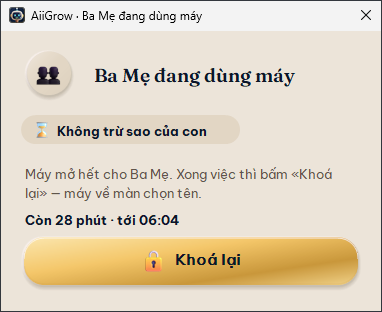 AiiGrow · Ba Mẹ đang dùng máy
Ba Mẹ đang dùng máy
Không trừ sao của con
Máy mở hết cho Ba Mẹ. Xong việc thì bấm «Khoá
lại» — máy về màn chọn tên.
Còn 28 phút · tới 06:04
Khoá lại